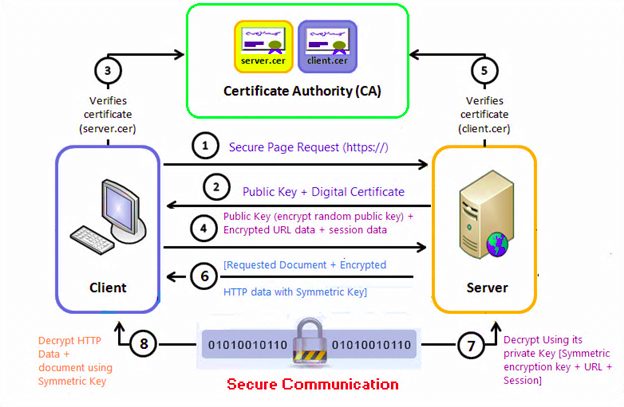 server.cer
client.cer
Certificate Authority (CA)
3
Verifies
certificate
(server.cer)
5
Verifies
certificate
(client.cer)
1
Secure Page Request (https://)
2
Public Key + Digital Certificate
Public Key (encrypt random public key) +
4
Encrypted URL data + session data
6
[Requested Document + Encrypted
HTTP data with Symmetric Key]
Client
Server
Decrypt HTTP
Data +
document using
Symmetric Key
8
01010010110
01010010110
7
Decrypt Using its
private Key [Symmetric
encryption key + URL +
Session]
Secure Communication